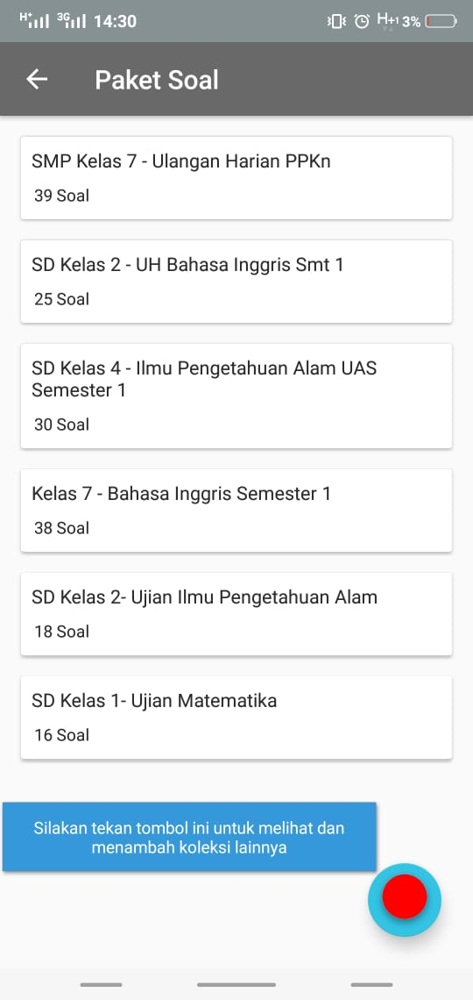 H+ 3G 14:30 H+1 3%
Paket Soal
SMP Kelas 7 - Ulangan Harian PPKn
39 Soal
SD Kelas 2 - UH Bahasa Inggris Smt 1
25 Soal
SD Kelas 4 - Ilmu Pengetahuan Alam UAS
Semester 1
30 Soal
Kelas 7 - Bahasa Inggris Semester 1
38 Soal
SD Kelas 2- Ujian Ilmu Pengetahuan Alam
18 Soal
SD Kelas 1- Ujian Matematika
16 Soal
Silakan tekan tombol ini untuk melihat dan
menambah koleksi lainnya